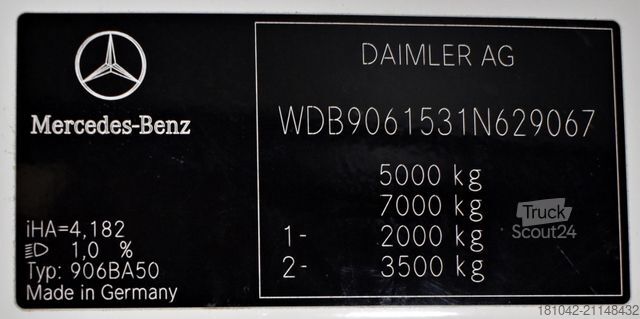 Mercedes-Benz
iHA=4,182
1,0 %
Typ: 906BA50
Made in Germany
DAIMLER AG
WDB9061531N629067
5000 kg
7000 kg
1- 2000 kg
2- 3500 kg
Truck
Scout24
181042-21148432